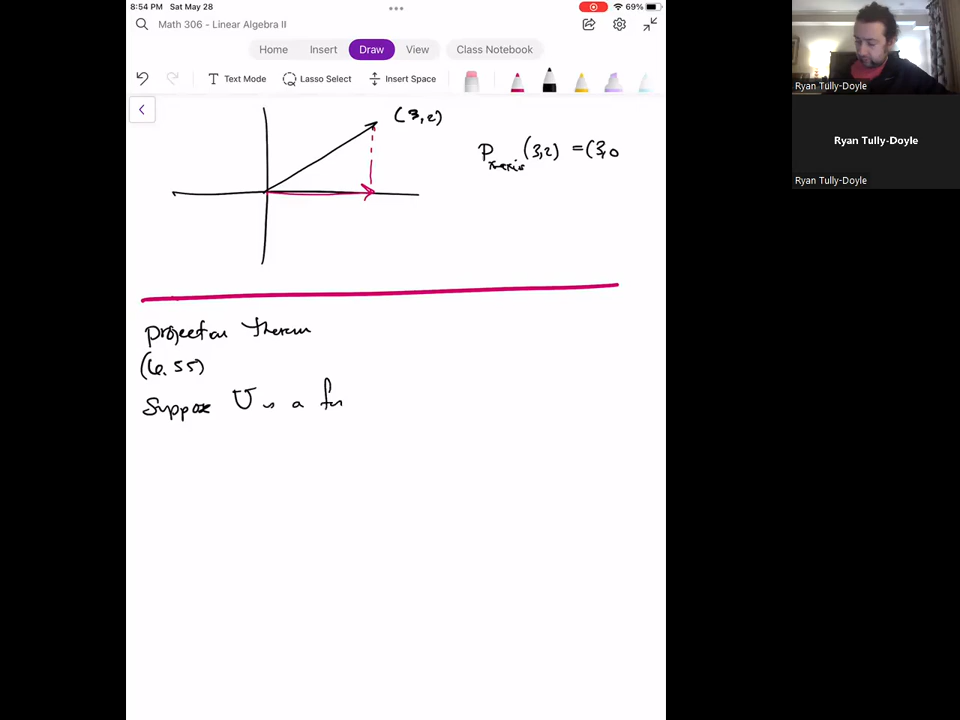 8:54 PM Sat May 28
69%
Math 306 - Linear Algebra II
Home Insert Draw View Class Notebook
Text Mode Lasso Select Insert Space
(3,2)
P x-axis (3,2) = (3,0
Projection Theorem
(6.55)
Suppose U is a fin
Ryan Tully-Doyle
Ryan Tully-Doyle
Ryan Tully-Doyle